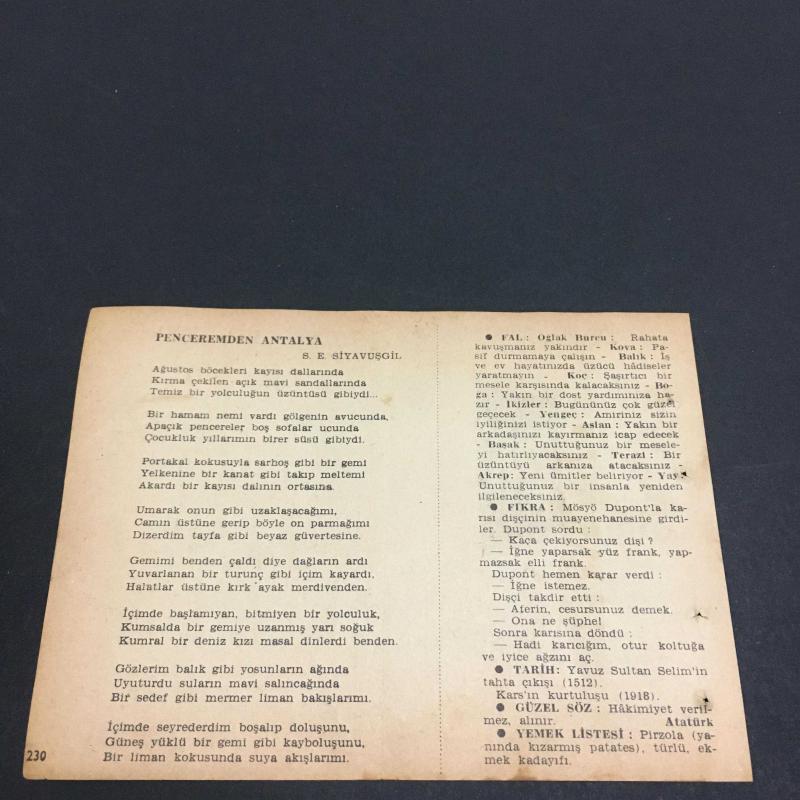 PENCEREMDEN ANTALYA
S. E. SİYAVUŞGİL
Ağustos böcekleri kayısı dallarında
Kırma çekilen açık mavi sandallarında
Temiz bir yolculuğun üzüntüsü gibiydi...
Bir hamam nemi vardı gölgenin avucunda,
Apaçık pencereler boş sofalar ucunda
Çocukluk yıllarımın birer süsü gibiydi.
Portakal kokusuyla sarhoş gibi bir gemi
Yelkenine bir kanat gibi takıp meltemi
Akardı bir kayısı dalının ortasına.
Umarak onun gibi uzaklaşacağımı,
Camın üstüne gerip böyle on parmağımı
Dizerdim tayfa gibi beyaz güvertesine.
Gemimi benden çaldı diye dağların ardı
Yuvarlanan bir turunç gibi içim kayardı,
Halatlar üstüne kırk ayak merdivenden.
İçimde başlamıyan, bitmiyen bir yolculuk,
Kumsalda bir gemiye uzanmış yarı soğuk
Kumral bir deniz kızı masal dinlerdi benden.
Gözlerim balık gibi yosunların ağında
Uyuturdu suların mavi salıncağında
Bir sedef gibi mermer liman bakışlarımı.
İçimde seyrederdim boşalıp doluşunu,
Güneş yüklü bir gemi gibi kayboluşunu,
Bir liman kokusunda suya akışlarımı.
230
● FAL : Oğlak Burcu : Rahata
kavuşmanız yakındır - Kova : Pa-
sif durmamaya çalışın - Balık : İş
ve ev hayatınızda üzücü hâdiseler
yaratmayın - Koç : Şaşırtıcı bir
mesele karşısında kalacaksınız - Bo-
ğa : Yakın bir dost yardımınıza ha-
zır - İkizler : Bugününüz çok güzel
geçecek - Yengeç : Amiriniz sizin
iyiliğinizi istiyor - Aslan : Yakın bir
arkadaşınızı kayırmanız icap edecek
- Başak : Unuttuğunuz bir mesele-
yi hatırlıyacaksınız - Terazi : Bir
üzüntüyü arkanıza atacaksınız -
Akrep: Yeni ümitler beliriyor - Yay:
Unuttuğunuz bir insanla yeniden
ilgileneceksiniz.
● FIKRA : Mösyö Dupont'la ka-
rısı dişçinin muayenehanesine girdi-
ler. Dupont sordu :
— Kaça çekiyorsunuz dişi ?
— İğne yaparsak yüz frank, yap-
mazsak elli frank.
Dupont hemen karar verdi :
— İğne istemez.
Dişçi takdir etti :
— Aferin, cesursunuz demek.
— Ona ne şüphe!
Sonra karısına döndü :
— Hadi karıcığım, otur koltuğa
ve iyice ağzını aç.
● TARİH: Yavuz Sultan Selim'in
tahta çıkışı (1512).
Kars'ın kurtuluşu (1918).
● GÜZEL SÖZ : Hâkimiyet veril-
mez, alınır. Atatürk
● YEMEK LİSTESİ : Pirzola (ya-
nında kızarmış patates), türlü, ek-
mek kadayıfı.